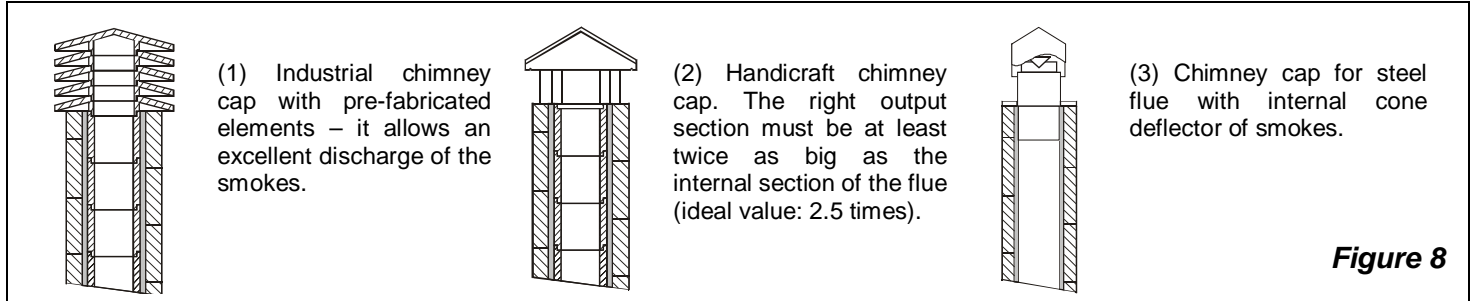 (1) Industrial chimney
cap with pre-fabricated
elements – it allows an
excellent discharge of the
smokes.
(2) Handicraft chimney
cap. The right output
section must be at least
twice as big as the
internal section of the flue
(ideal value: 2.5 times).
(3) Chimney cap for steel
flue with internal cone
deflector of smokes.
Figure 8